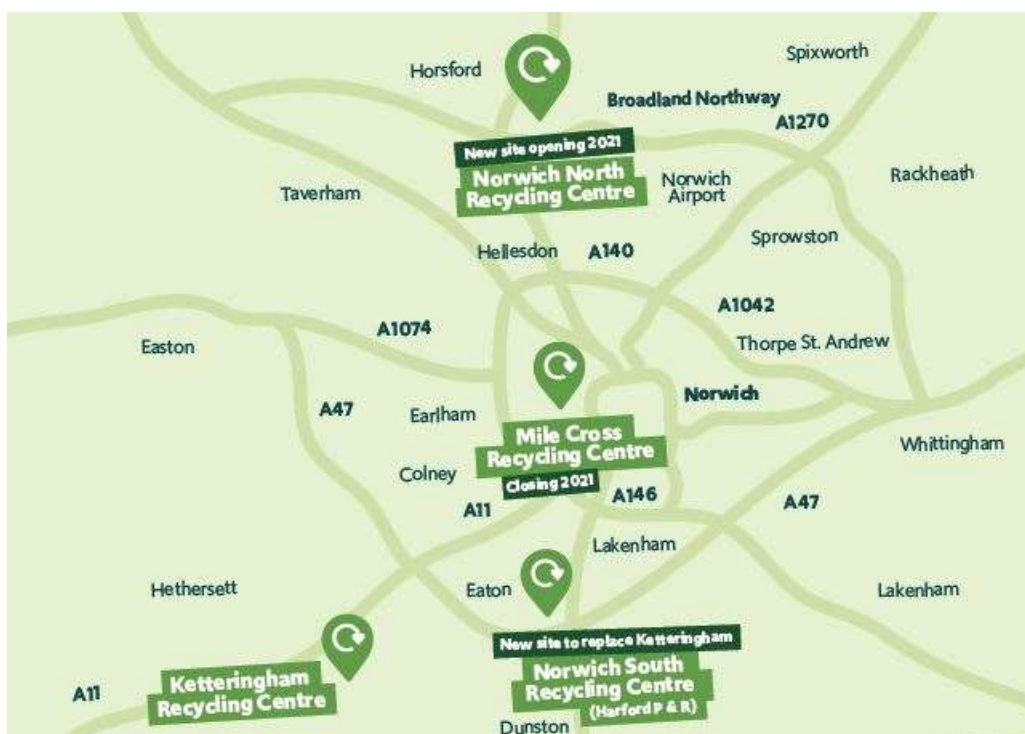 Spixworth
Horsford
Broadland Northway
A1270
New site opening 2021
Norwich North
Recycling Centre
Norwich
Airport
Rackheath
Taverham
Sprowston
Hellesdon
A140
A1042
A1074
Thorpe St. Andrew
Easton
Norwich
A47
Earlham
Mile Cross
Recycling Centre
Closing 2021
Whittingham
Colney
A146
A47
A11
Lakenham
Hethersett
Eaton
Lakenham
New site to replace Ketteringham
Norwich South
Recycling Centre
(Harford P & R)
Ketteringham
Recycling Centre
A11
Dunston